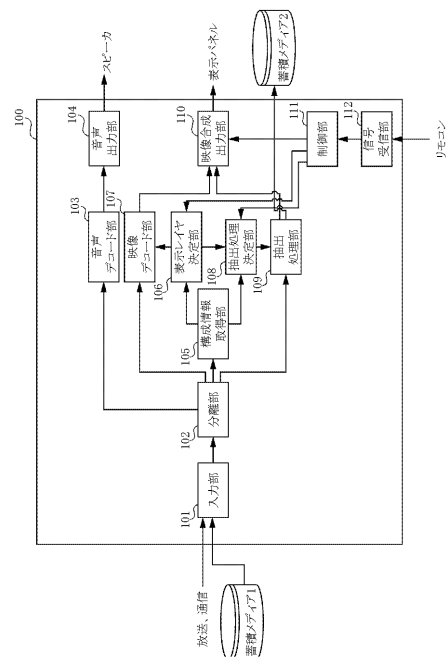 100
放送、通信
蓄積メディア1
101
入力部
102
分離部
103
音声
デコード部
104
音声
出力部
スピーカ
107
映像
デコード部
106
表示レイヤ
決定部
105
構成情報
取得部
108
抽出処理
決定部
109
抽出
処理部
110
映像合成
出力部
表示パネル
蓄積メディア2
111
制御部
112
信号
受信部
リモコン